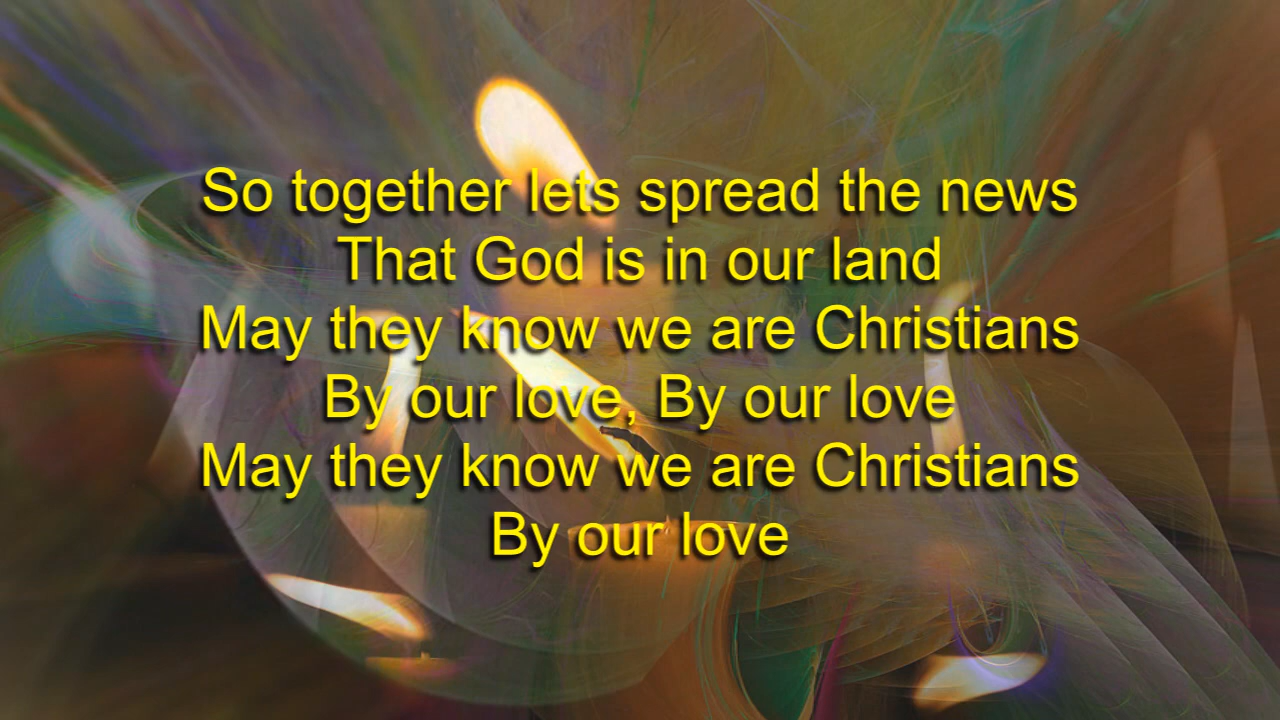 So together lets spread the news
That God is in our land
May they know we are Christians
By our love, By our love
May they know we are Christians
By our love